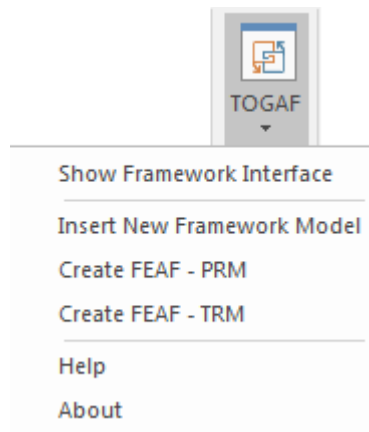 TOGAF
Show Framework Interface
Insert New Framework Model
Create FEAF - PRM
Create FEAF - TRM
Help
About